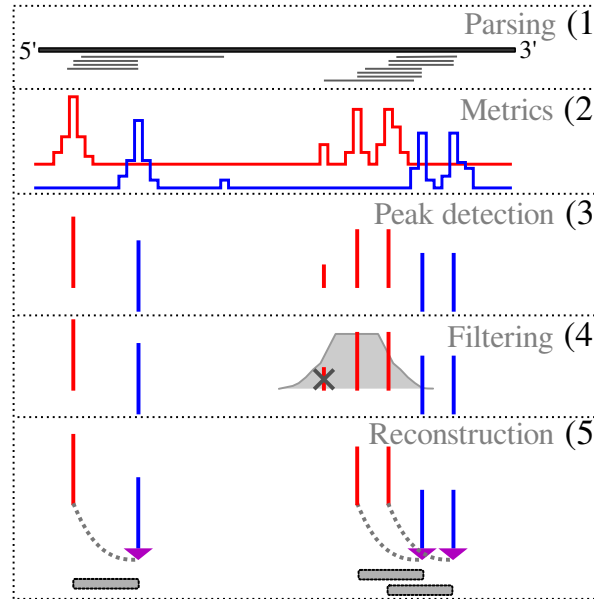 Parsing (1
5' 3'
Metrics (2
Peak detection (3
Filtering (4
Reconstruction (5